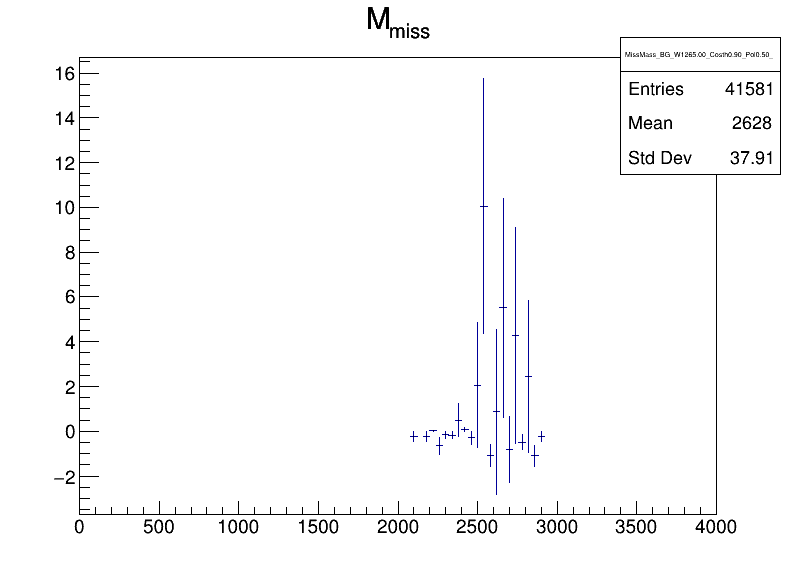 M_miss
MissMass_BG_W1265.00_Costh0.90_Pol0.50_
Entries 41581
Mean 2628
Std Dev 37.91
16
14
12
10
8
6
4
2
0
−2
0 500 1000 1500 2000 2500 3000 3500 4000